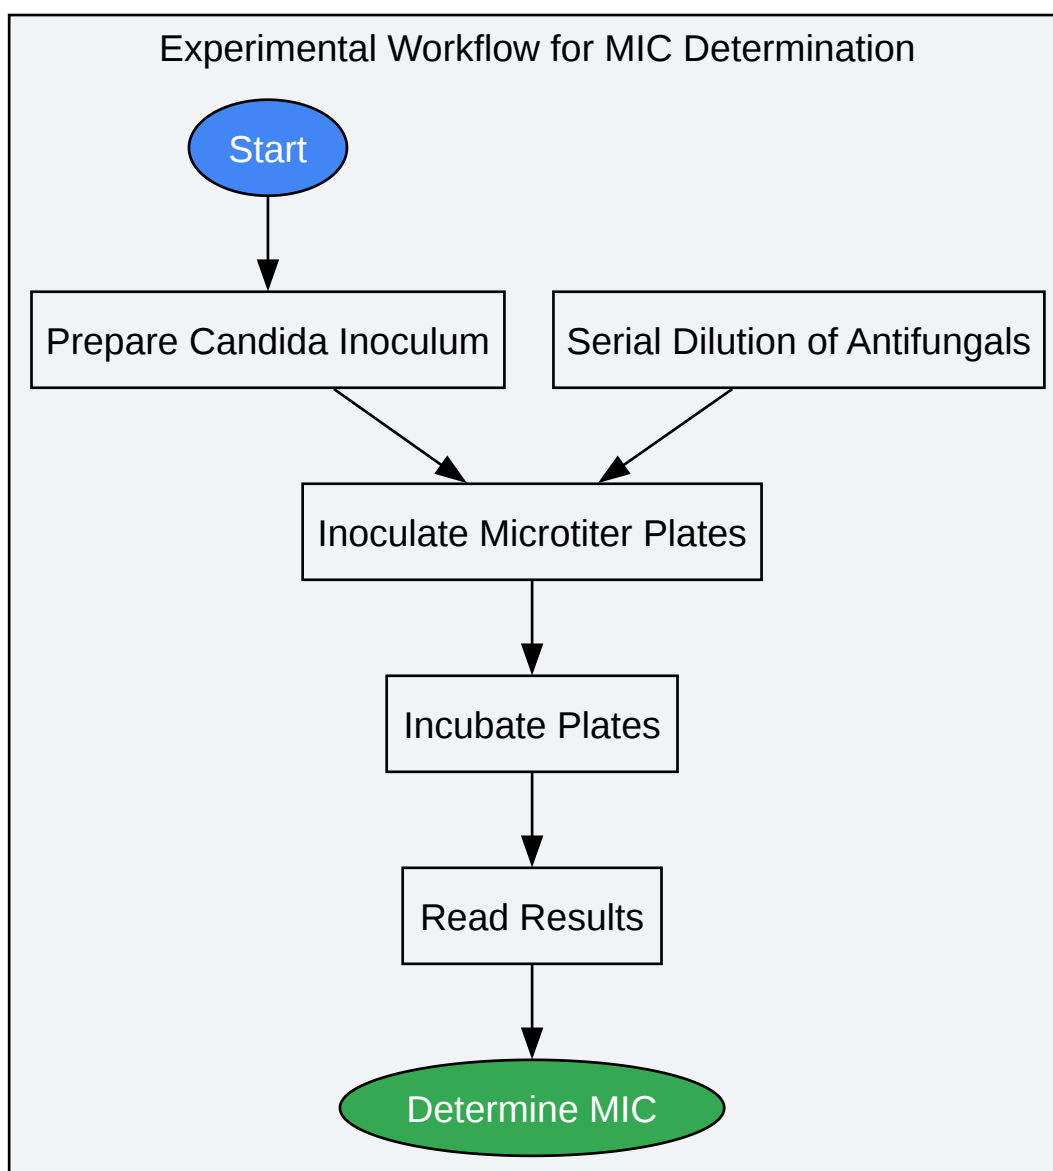 Experimental Workflow for MIC Determination
Start
Prepare Candida Inoculum
Serial Dilution of Antifungals
Inoculate Microtiter Plates
Incubate Plates
Read Results
Determine MIC